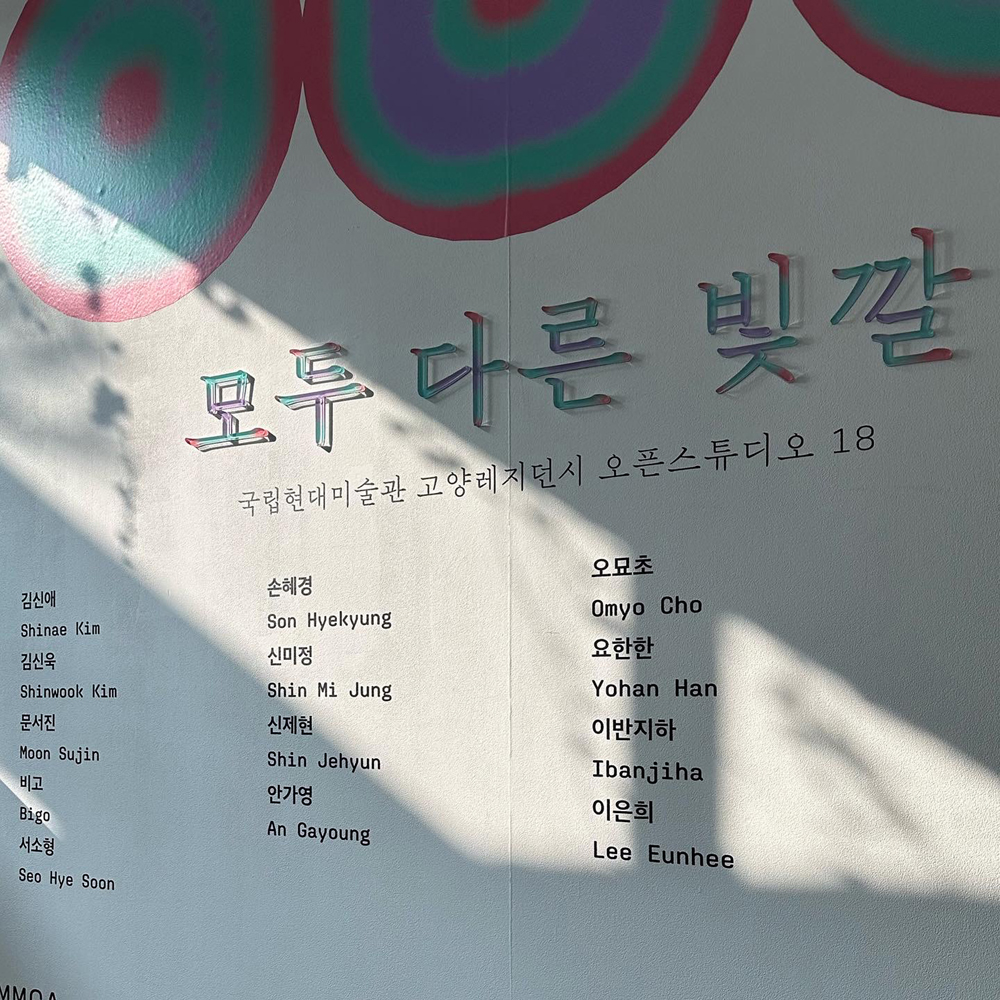 모두 다른 빛깔
국립현대미술관 고양레지던시 오픈스튜디오 18
김신애
Shinae Kim
김신욱
Shinwook Kim
문서진
Moon Sujin
비고
Bigo
서소형
Seo Hye Soon
손혜경
Son Hyekyung
신미정
Shin Mi Jung
신제현
Shin Jehyun
안가영
An Gayoung
오묘초
Omyo Cho
요한한
Yohan Han
이반지하
Ibanjiha
이은희
Lee Eunhee